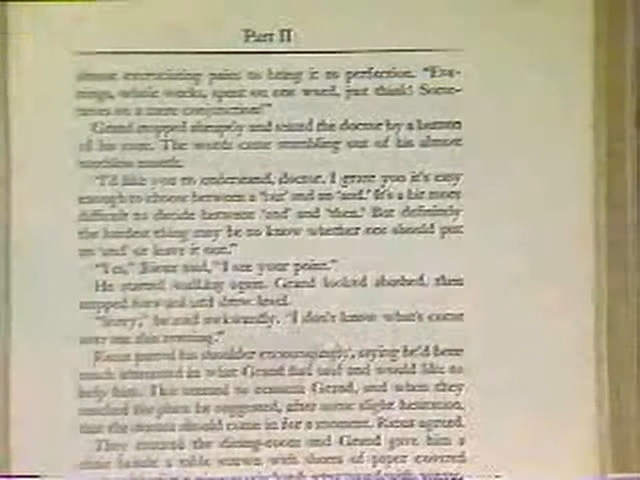 Part II
almost excruciating pains to bring it to perfection. "Eve-
nings, whole weeks, spent on one word, just think! Some-
times on a mere conjunction!"
Grand stopped abruptly and seized the doctor by a button
of his coat. The words came stumbling out of his almost
toothless mouth.
"I'd like you to understand, doctor. I grant you it's easy
enough to choose between a 'but' and an 'and.' It's a bit more
difficult to decide between 'and' and 'then.' But definitely
the hardest thing may be to know whether one should put
an 'and' or leave it out."
"Yes," Rieux said, "I see your point."
He started walking again. Grand looked abashed, then
stepped forward and drew level.
"Sorry," he said awkwardly. "I don't know what's come
over me this evening."
Rieux patted his shoulder encouragingly, saying he'd been
much interested in what Grand had said and would like to
help him. This seemed to reassure Grand, and when they
reached the place he suggested, after some slight hesitation,
that the doctor should come in for a moment. Rieux agreed.
They entered the dining-room and Grand gave him a
chair beside a table strewn with sheets of paper covered